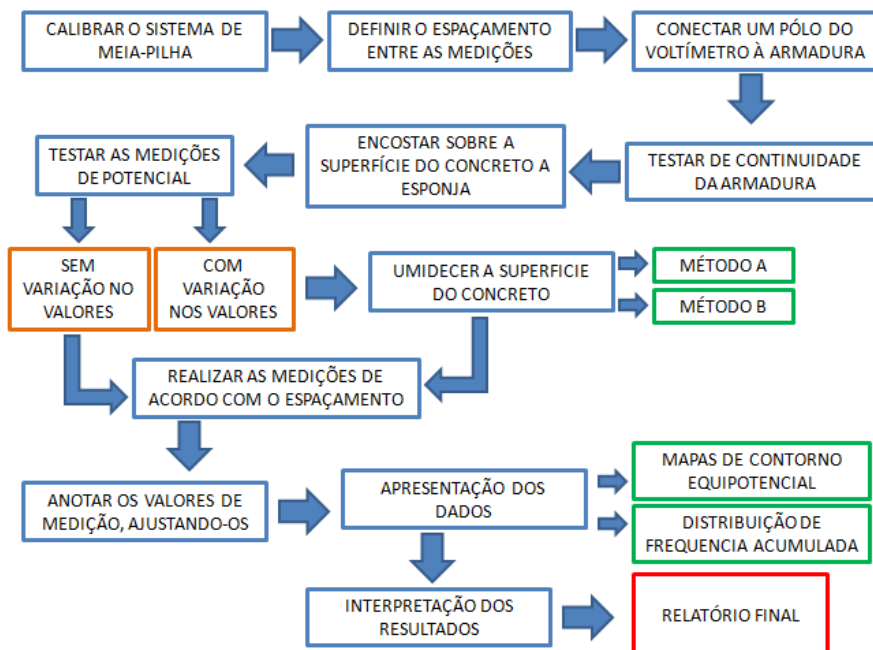 CALIBRAR O SISTEMA DE
MEIA-PILHA
DEFINIR O ESPAÇAMENTO
ENTRE AS MEDIÇÕES
CONECTAR UM PÓLO DO
VOLTÍMETRO À ARMADURA
TESTAR DE CONTINUIDADE
DA ARMADURA
ENCOSTAR SOBRE A
SUPERFÍCIE DO CONCRETO A
ESPONJA
TESTAR AS MEDIÇÕES
DE POTENCIAL
SEM
VARIAÇÃO NO
VALORES
COM
VARIAÇÃO
NOS VALORES
UMIDECER A SUPERFICIE
DO CONCRETO
MÉTODO A
MÉTODO B
REALIZAR AS MEDIÇÕES DE
ACORDO COM O ESPAÇAMENTO
ANOTAR OS VALORES DE
MEDIÇÃO, AJUSTANDO-OS
APRESENTAÇÃO DOS
DADOS
MAPAS DE CONTORNO
EQUIPOTENCIAL
DISTRIBUIÇÃO DE
FREQUENCIA ACUMULADA
INTERPRETAÇÃO DOS
RESULTADOS
RELATÓRIO FINAL